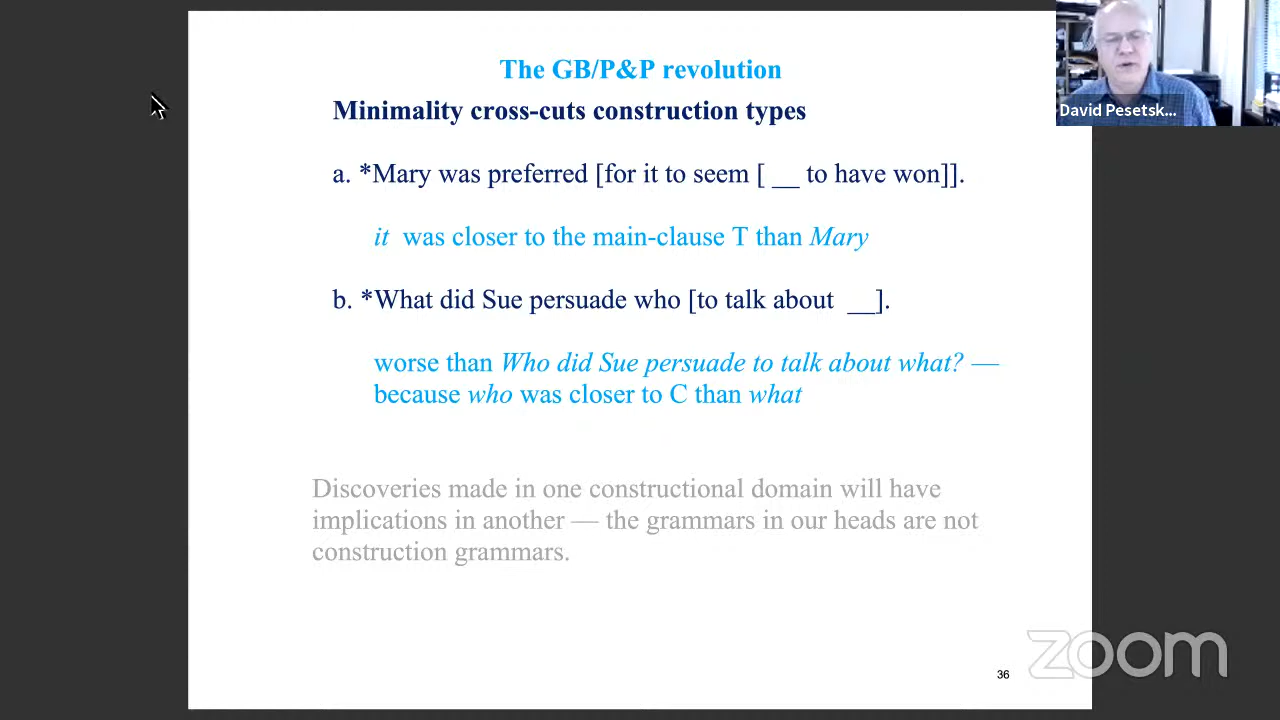 The GB/P&P revolution
Minimality cross-cuts construction types
a. *Mary was preferred [for it to seem [ __ to have won]].
it was closer to the main-clause T than Mary
b. *What did Sue persuade who [to talk about __].
worse than Who did Sue persuade to talk about what? —
because who was closer to C than what
Discoveries made in one constructional domain will have
implications in another — the grammars in our heads are not
construction grammars.
36
David Pesetsk...
zoom